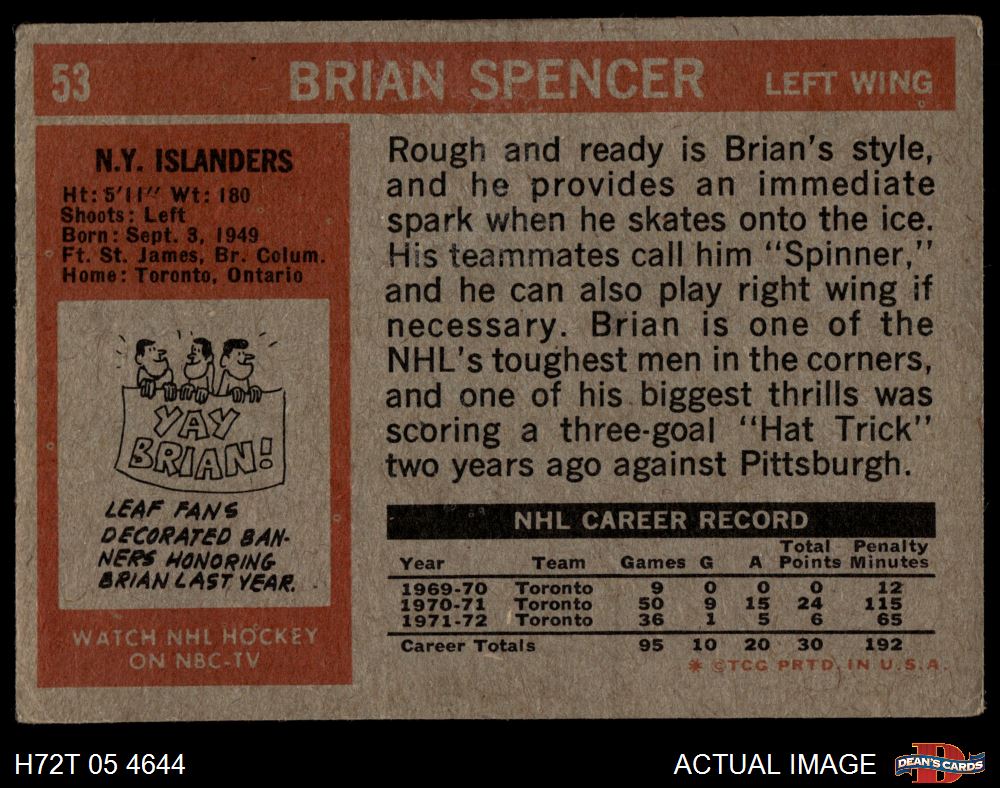 53 BRIAN SPENCER LEFT WING
N.Y. ISLANDERS
Ht: 5'11" Wt: 180
Shoots: Left
Born: Sept. 3, 1949
Ft. St. James, Br. Colum.
Home: Toronto, Ontario
YAY
BRIAN!
LEAF FANS
DECORATED BAN-
NERS HONORING
BRIAN LAST YEAR.
WATCH NHL HOCKEY
ON NBC-TV
Rough and ready is Brian's style,
and he provides an immediate
spark when he skates onto the ice.
His teammates call him "Spinner,"
and he can also play right wing if
necessary. Brian is one of the
NHL's toughest men in the corners,
and one of his biggest thrills was
scoring a three-goal "Hat Trick"
two years ago against Pittsburgh.
NHL CAREER RECORD
Year Team Games G A Total Points Penalty Minutes
1969-70 Toronto 9 0 0 0 12
1970-71 Toronto 50 9 15 24 115
1971-72 Toronto 36 1 5 6 65
Career Totals 95 10 20 30 192
* ©TCG PRTD. IN U.S.A.
H72T 05 4644
ACTUAL IMAGE
D
DEAN'S CARDS